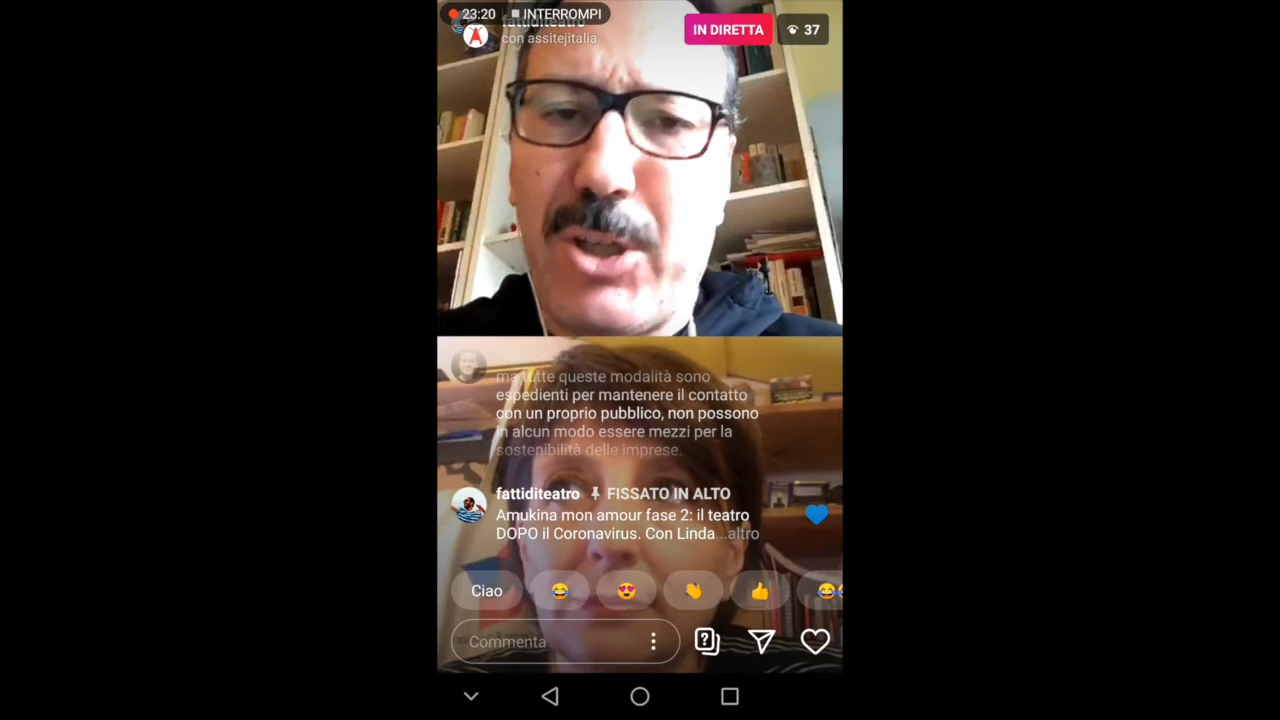 23:20 INTERROMPI
fattiditeatro
con assitejitalia
IN DIRETTA
37
ma tutte queste modalità sono
espedienti per mantenere il contatto
con un proprio pubblico, non possono
in alcun modo essere mezzi per la
sostenibilità delle imprese.
fattiditeatro FISSATO IN ALTO
Amukina mon amour fase 2: il teatro
DOPO il Coronavirus. Con Linda...altro
Ciao
Commenta